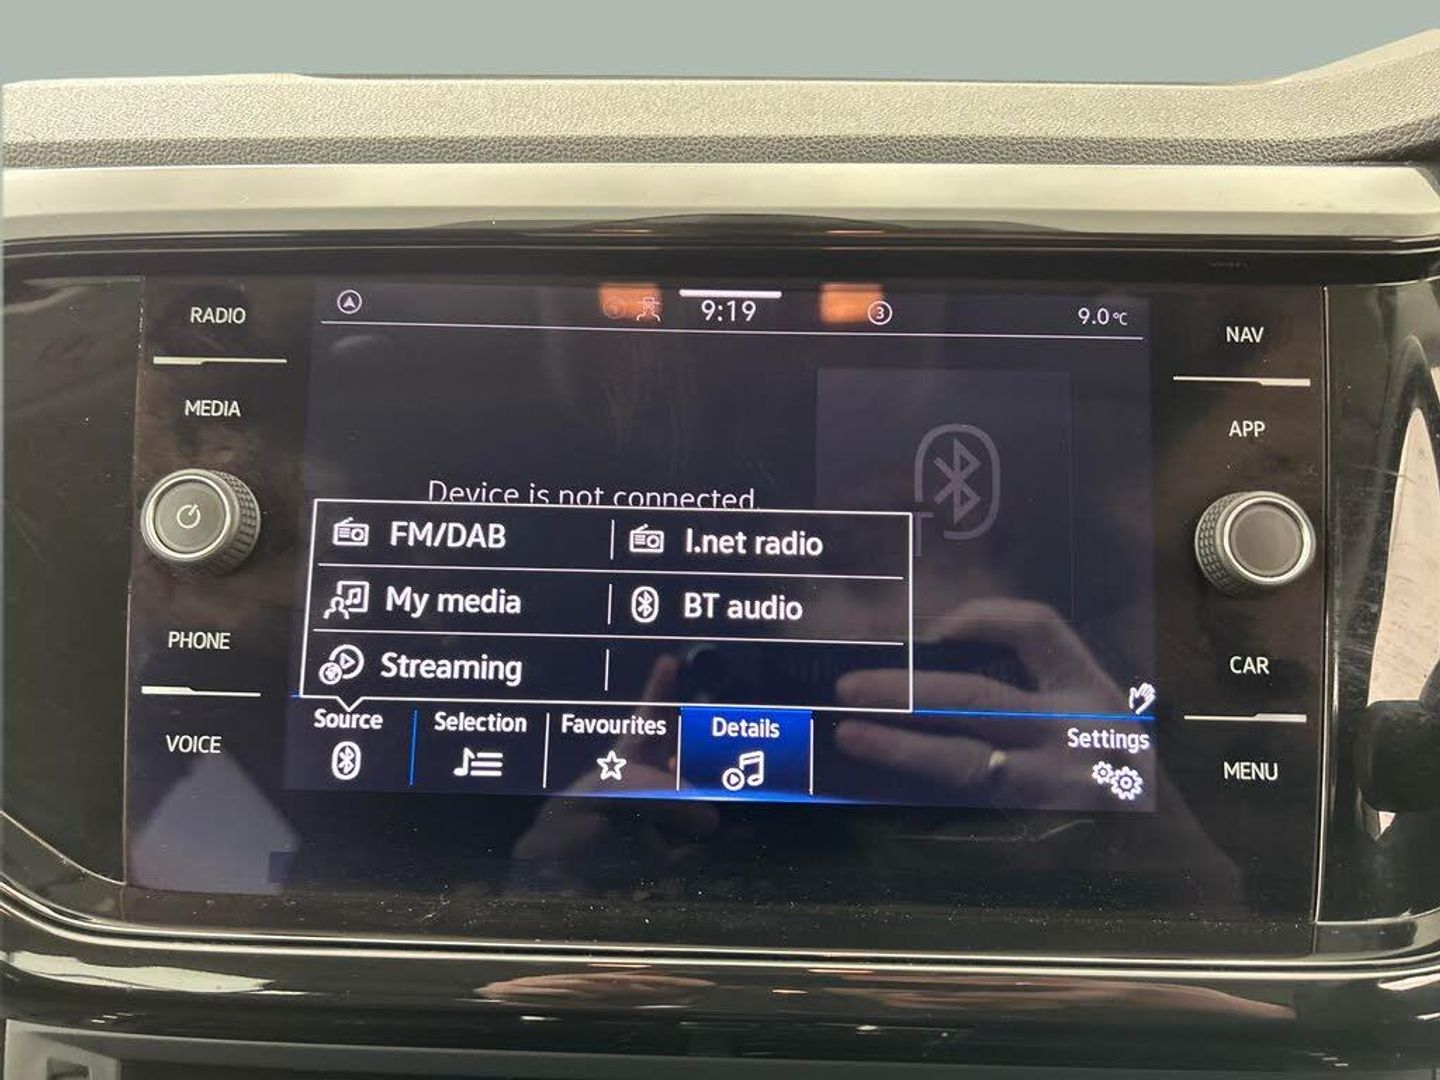 RADIO
MEDIA
PHONE
VOICE
9:19
3
9.0°C
Device is not connected.
FM/DAB
I.net radio
My media
BT audio
Streaming
Source
Selection
Favourites
Details
Settings
NAV
APP
CAR
MENU